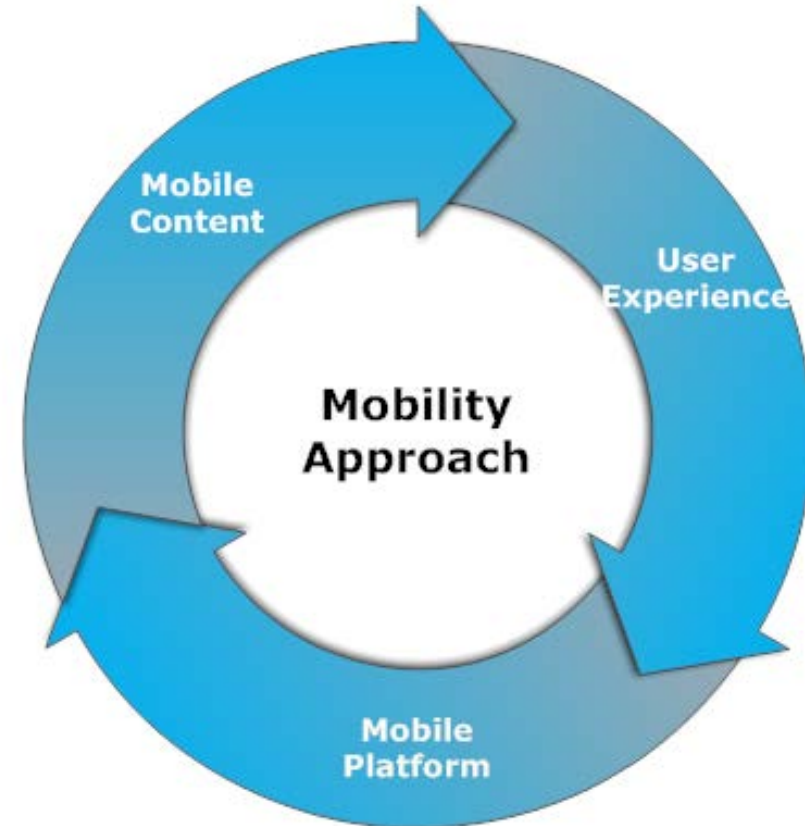 Mobile
Content
User
Experience
Mobility
Approach
Mobile
Platform